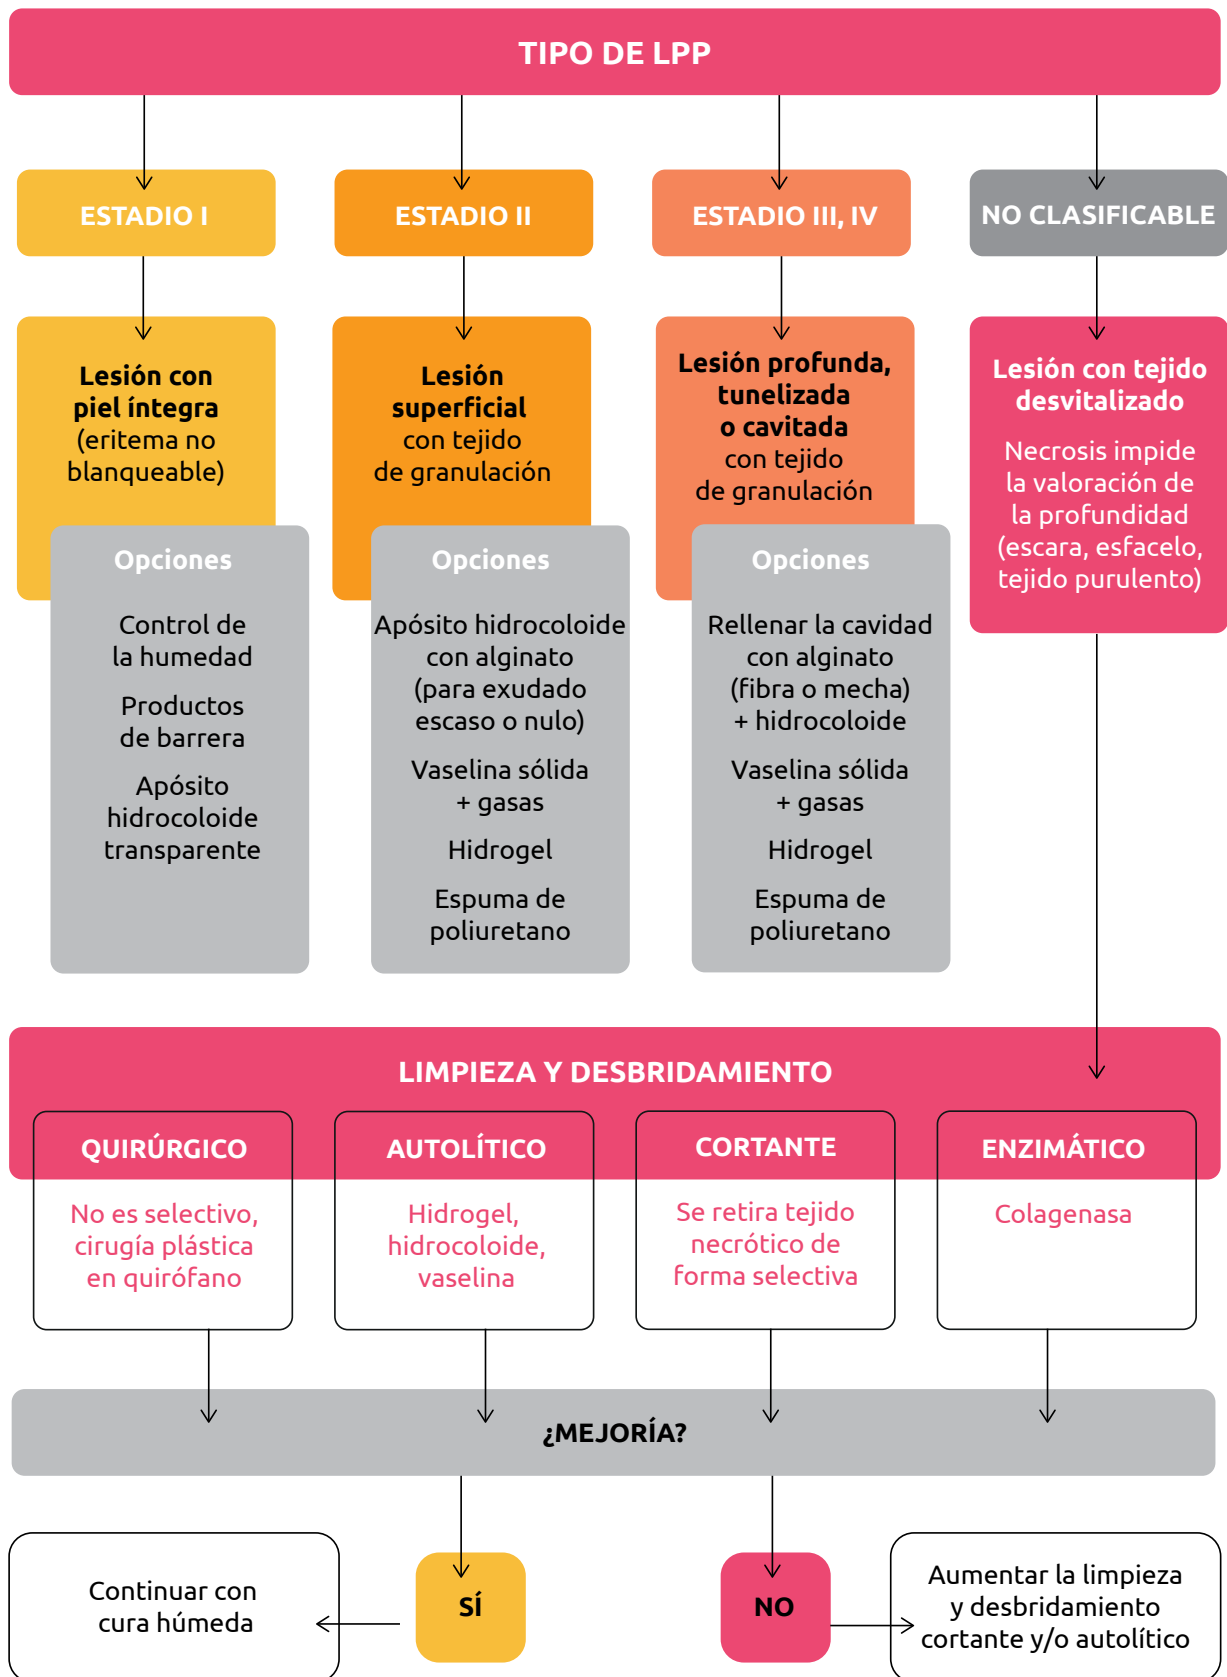 TIPO DE LPP
ESTADIO I
Lesión con
piel íntegra
(eritema no
blanqueable)
Opciones
Control de
la humedad
Productos
de barrera
Apósito
hidrocoloide
transparente
ESTADIO II
Lesión
superficial
con tejido
de granulación
Opciones
Apósito hidrocoloide
con alginato
(para exudado
escaso o nulo)
Vaselina sólida
+ gasas
Hidrogel
Espuma de
poliuretano
ESTADIO III, IV
Lesión profunda,
tunelizada
o cavitada
con tejido
de granulación
Opciones
Rellenar la cavidad
con alginato
(fibra o mecha)
+ hidrocoloide
Vaselina sólida
+ gasas
Hidrogel
Espuma de
poliuretano
NO CLASIFICABLE
Lesión con tejido
desvitalizado
Necrosis impide
la valoración de
la profundidad
(escara, esfacelo,
tejido purulento)
LIMPIEZA Y DESBRIDAMIENTO
QUIRÚRGICO
No es selectivo,
cirugía plástica
en quirófano
AUTOLÍTICO
Hidrogel,
hidrocoloide,
vaselina
CORTANTE
Se retira tejido
necrótico de
forma selectiva
ENZIMÁTICO
Colagenasa
¿MEJORÍA?
SÍ
Continuar con
cura húmeda
NO
Aumentar la limpieza
y desbridamiento
cortante y/o autolítico